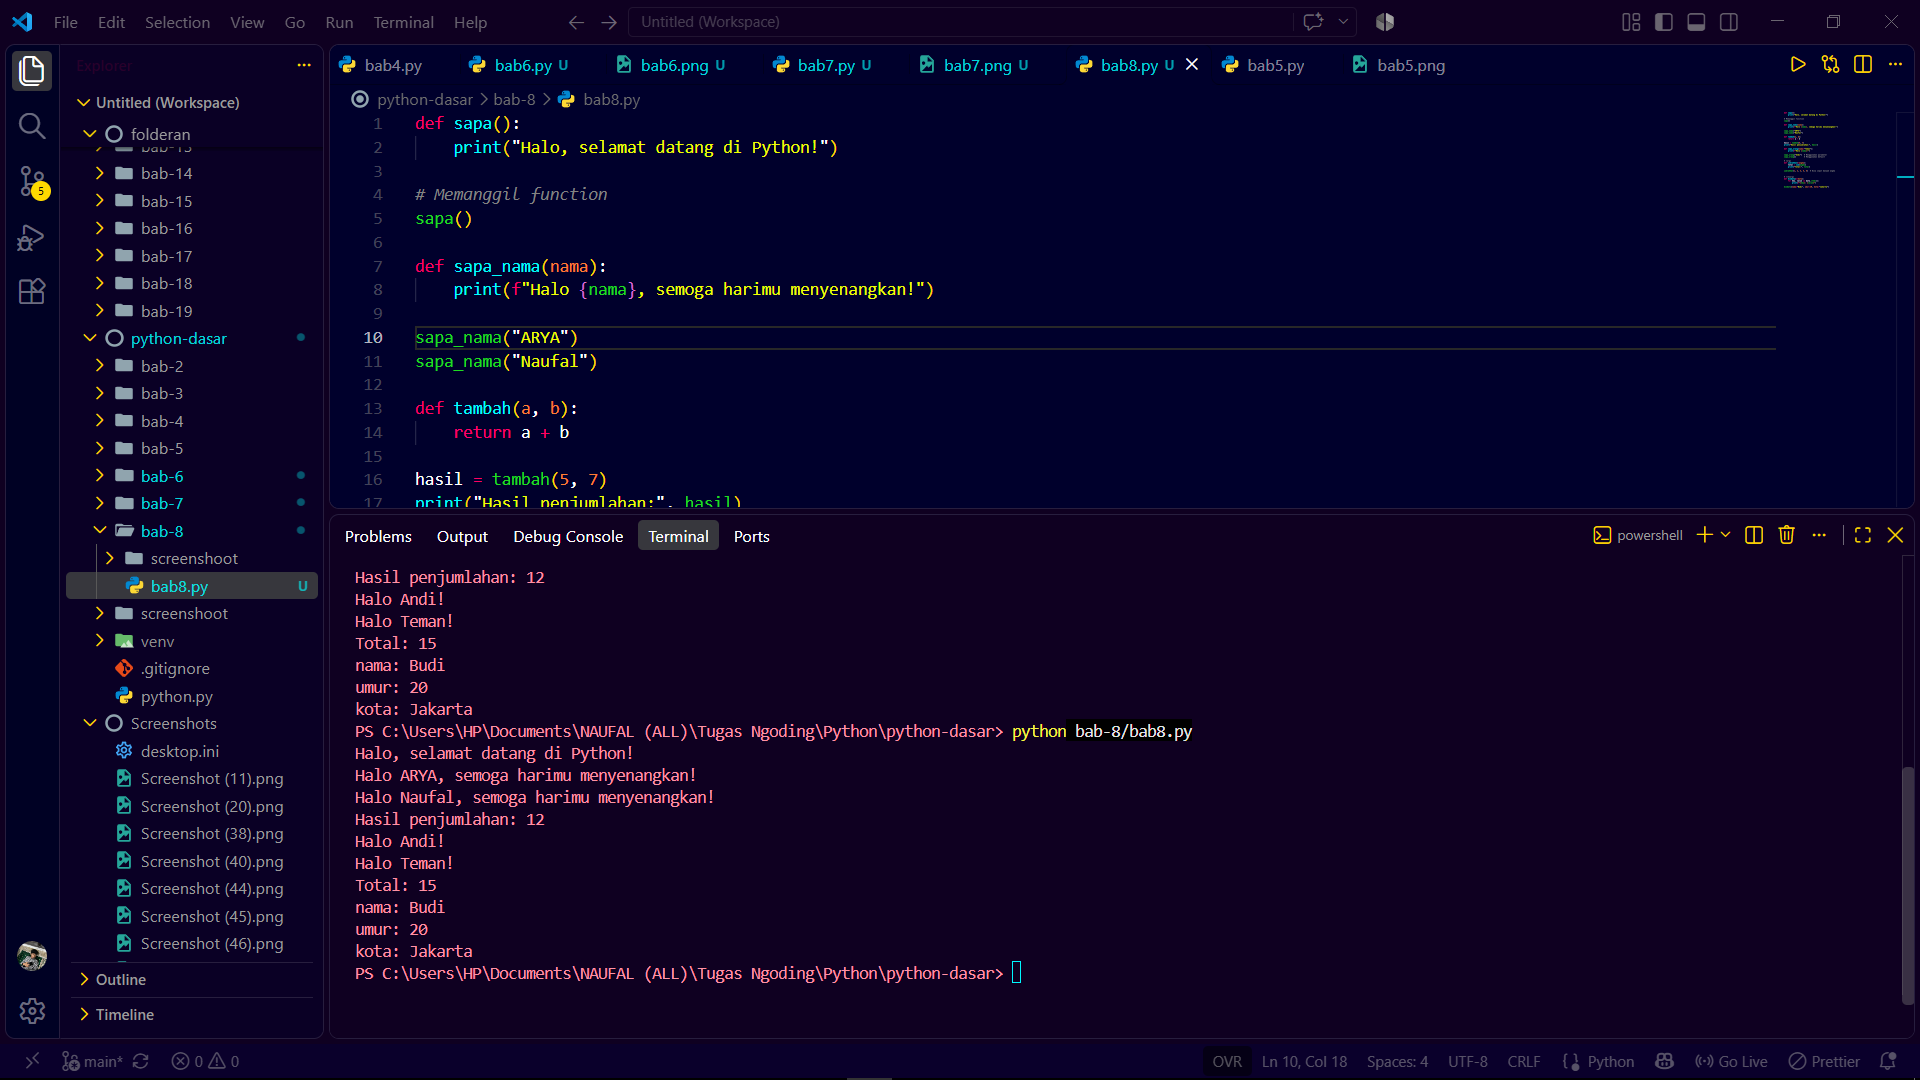 File Edit Selection View Go Run Terminal Help
Untitled (Workspace)
Explorer
Untitled (Workspace)
folderan
bab-13
bab-14
bab-15
bab-16
bab-17
bab-18
bab-19
python-dasar
bab-2
bab-3
bab-4
bab-5
bab-6
bab-7
bab-8
screenshoot
bab8.py U
screenshoot
venv
.gitignore
python.py
Screenshots
desktop.ini
Screenshot (11).png
Screenshot (20).png
Screenshot (38).png
Screenshot (40).png
Screenshot (44).png
Screenshot (45).png
Screenshot (46).png
Outline
Timeline
5
bab4.py bab6.py U bab6.png U bab7.py U bab7.png U bab8.py U bab5.py bab5.png
python-dasar > bab-8 > bab8.py
1 def sapa():
2 print("Halo, selamat datang di Python!")
3
4 # Memanggil function
5 sapa()
6
7 def sapa_nama(nama):
8 print(f"Halo {nama}, semoga harimu menyenangkan!")
9
10 sapa_nama("ARYA")
11 sapa_nama("Naufal")
12
13 def tambah(a, b):
14 return a + b
15
16 hasil = tambah(5, 7)
17 print("Hasil penjumlahan:", hasil)
Problems Output Debug Console Terminal Ports
powershell
Hasil penjumlahan: 12
Halo Andi!
Halo Teman!
Total: 15
nama: Budi
umur: 20
kota: Jakarta
PS C:\Users\HP\Documents\NAUFAL (ALL)\Tugas Ngoding\Python\python-dasar> python bab-8/bab8.py
Halo, selamat datang di Python!
Halo ARYA, semoga harimu menyenangkan!
Halo Naufal, semoga harimu menyenangkan!
Hasil penjumlahan: 12
Halo Andi!
Halo Teman!
Total: 15
nama: Budi
umur: 20
kota: Jakarta
PS C:\Users\HP\Documents\NAUFAL (ALL)\Tugas Ngoding\Python\python-dasar>
main* 0 0 OVR Ln 10, Col 18 Spaces: 4 UTF-8 CRLF Python Go Live Prettier